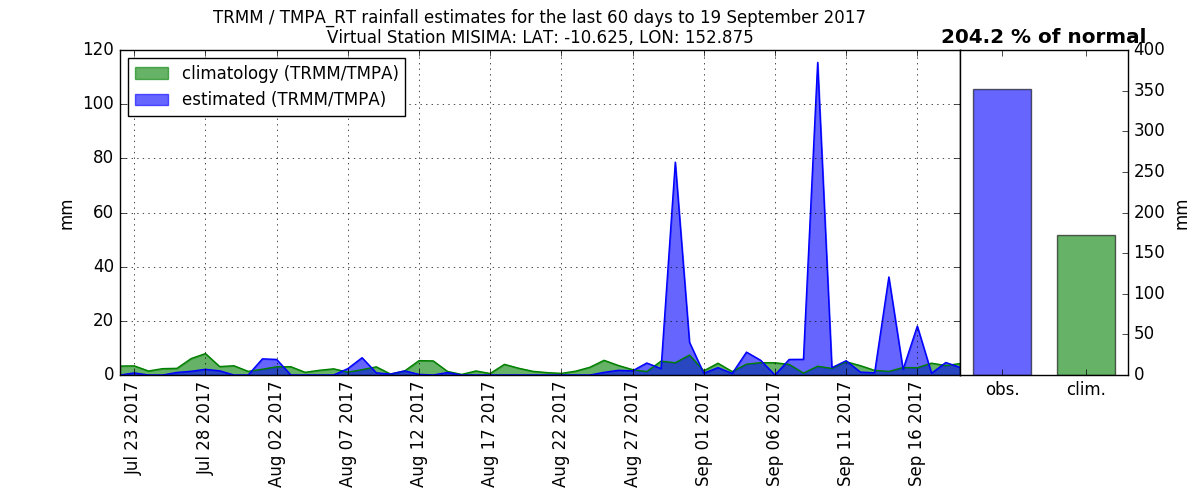 TRMM / TMPA_RT rainfall estimates for the last 60 days to 19 September 2017
Virtual Station MISIMA: LAT: -10.625, LON: 152.875
204.2 % of normal
climatology (TRMM/TMPA)
estimated (TRMM/TMPA)
mm
120
100
80
60
40
20
0
Jul 23 2017
Jul 28 2017
Aug 02 2017
Aug 07 2017
Aug 12 2017
Aug 17 2017
Aug 22 2017
Aug 27 2017
Sep 01 2017
Sep 06 2017
Sep 11 2017
Sep 16 2017
obs.
clim.
400
350
300
250
200
150
100
50
0
mm